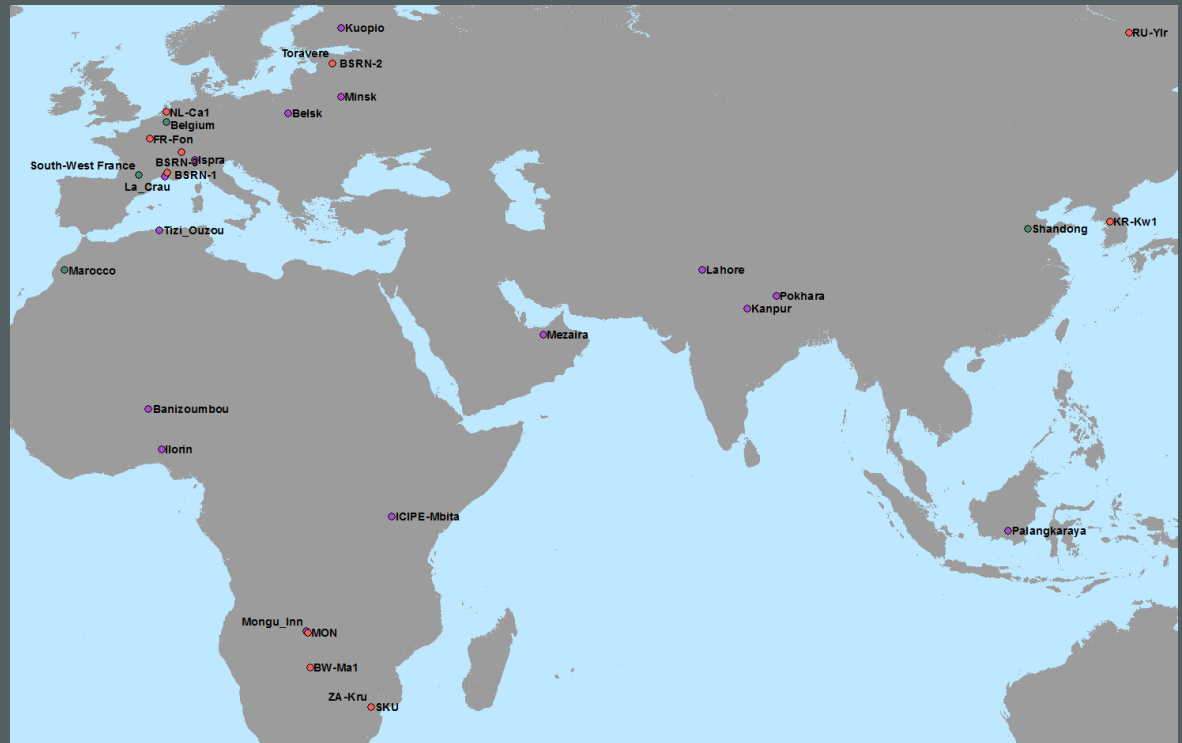 Kuopio
RU-Ylr
Toravere
BSRN-2
Minsk
NL-Ca1
Belsk
Belgium
FR-Fon
Ispra
BSRN-3
South-West France
BSRN-1
La_Crau
KR-Kw1
Shandong
Tizi_Ouzou
Marocco
Lahore
Pokhara
Kanpur
Mezaira
Banizoumbou
Ilorin
ICIPE-Mbita
Palangkaraya
Mongu_Inn
MON
BW-Ma1
ZA-Kru
SKU